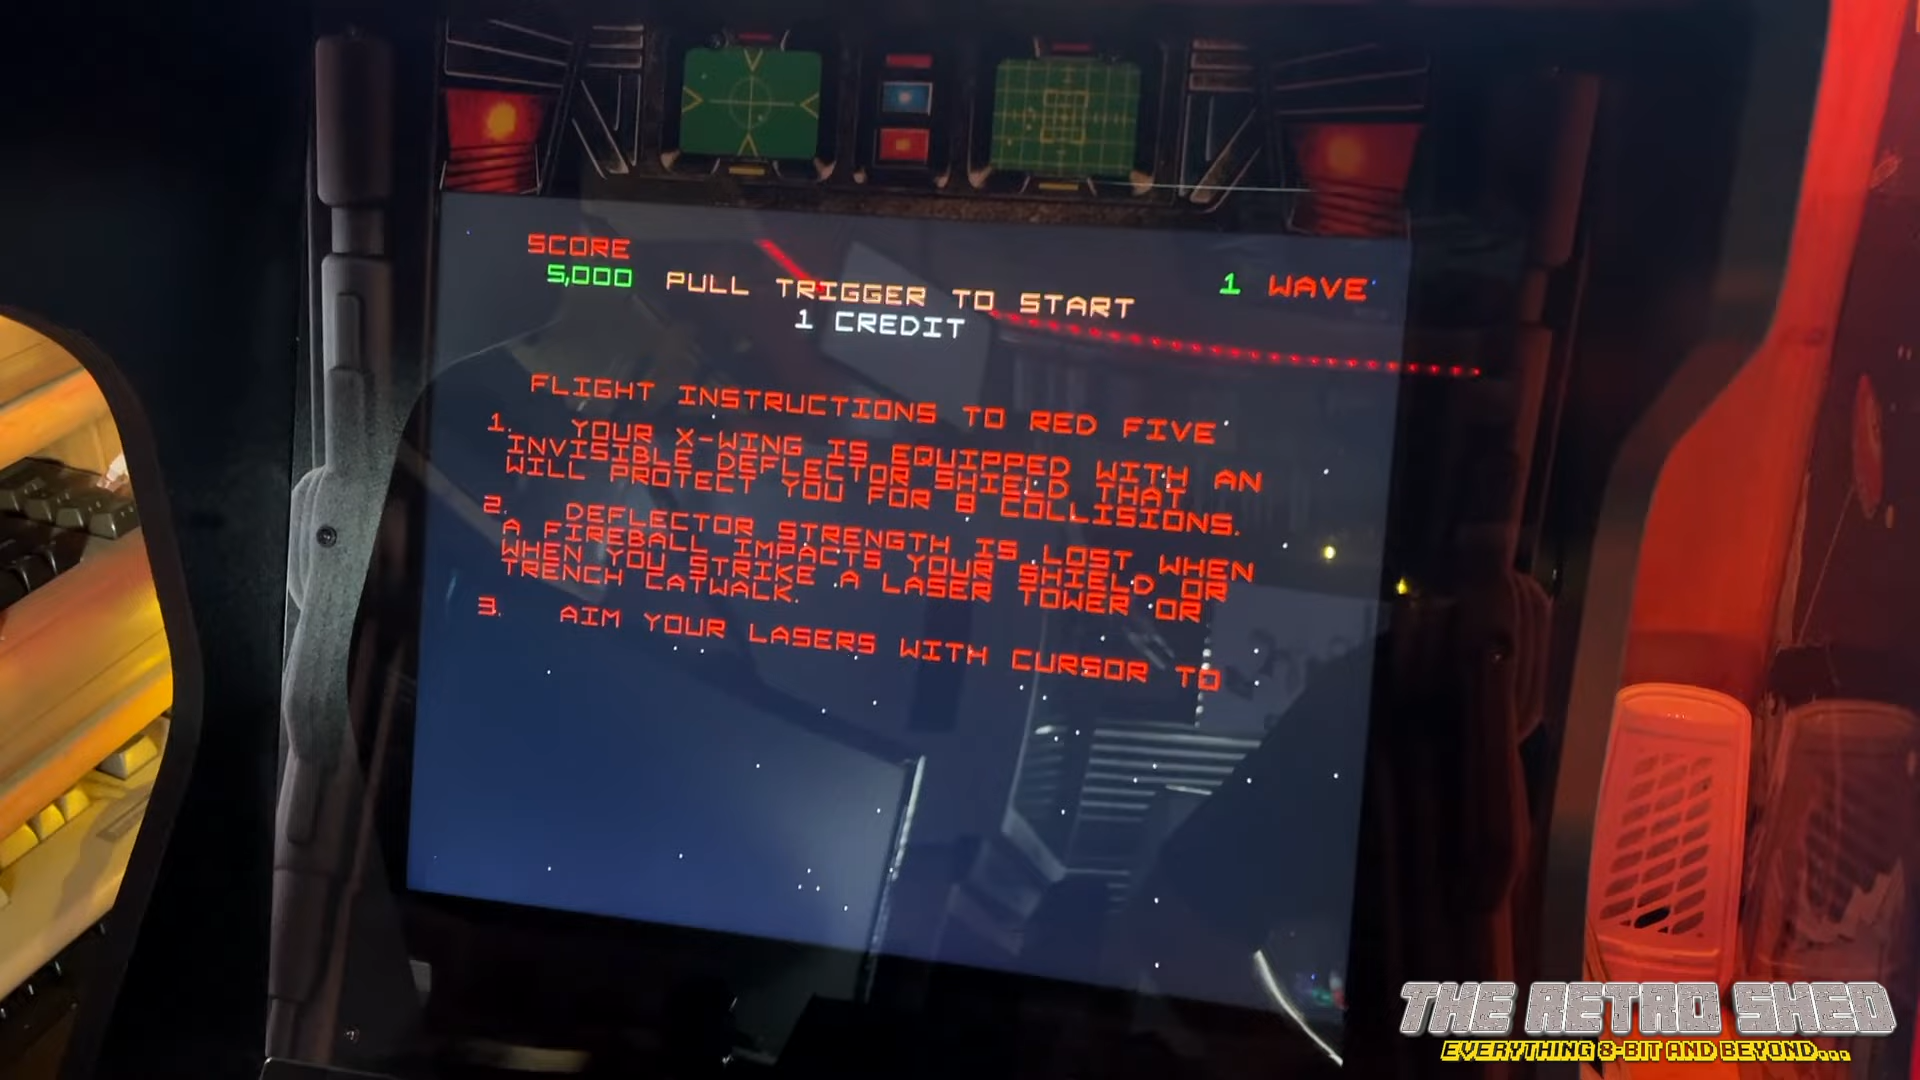 SCORE
5,000 PULL TRIGGER TO START 1 WAVE
1 CREDIT
FLIGHT INSTRUCTIONS TO RED FIVE
1. YOUR X-WING IS EQUIPPED WITH AN
INVISIBLE DEFLECTOR SHIELD THAT
WILL PROTECT YOU FOR 8 COLLISIONS.
2. DEFLECTOR STRENGTH IS LOST WHEN
A FIREBALL IMPACTS YOUR SHIELD OR
WHEN YOU STRIKE A LASER TOWER OR
TRENCH CATWALK.
3. AIM YOUR LASERS WITH CURSOR TO
THE RETRO SHED
EVERYTHING 8-BIT AND BEYOND...